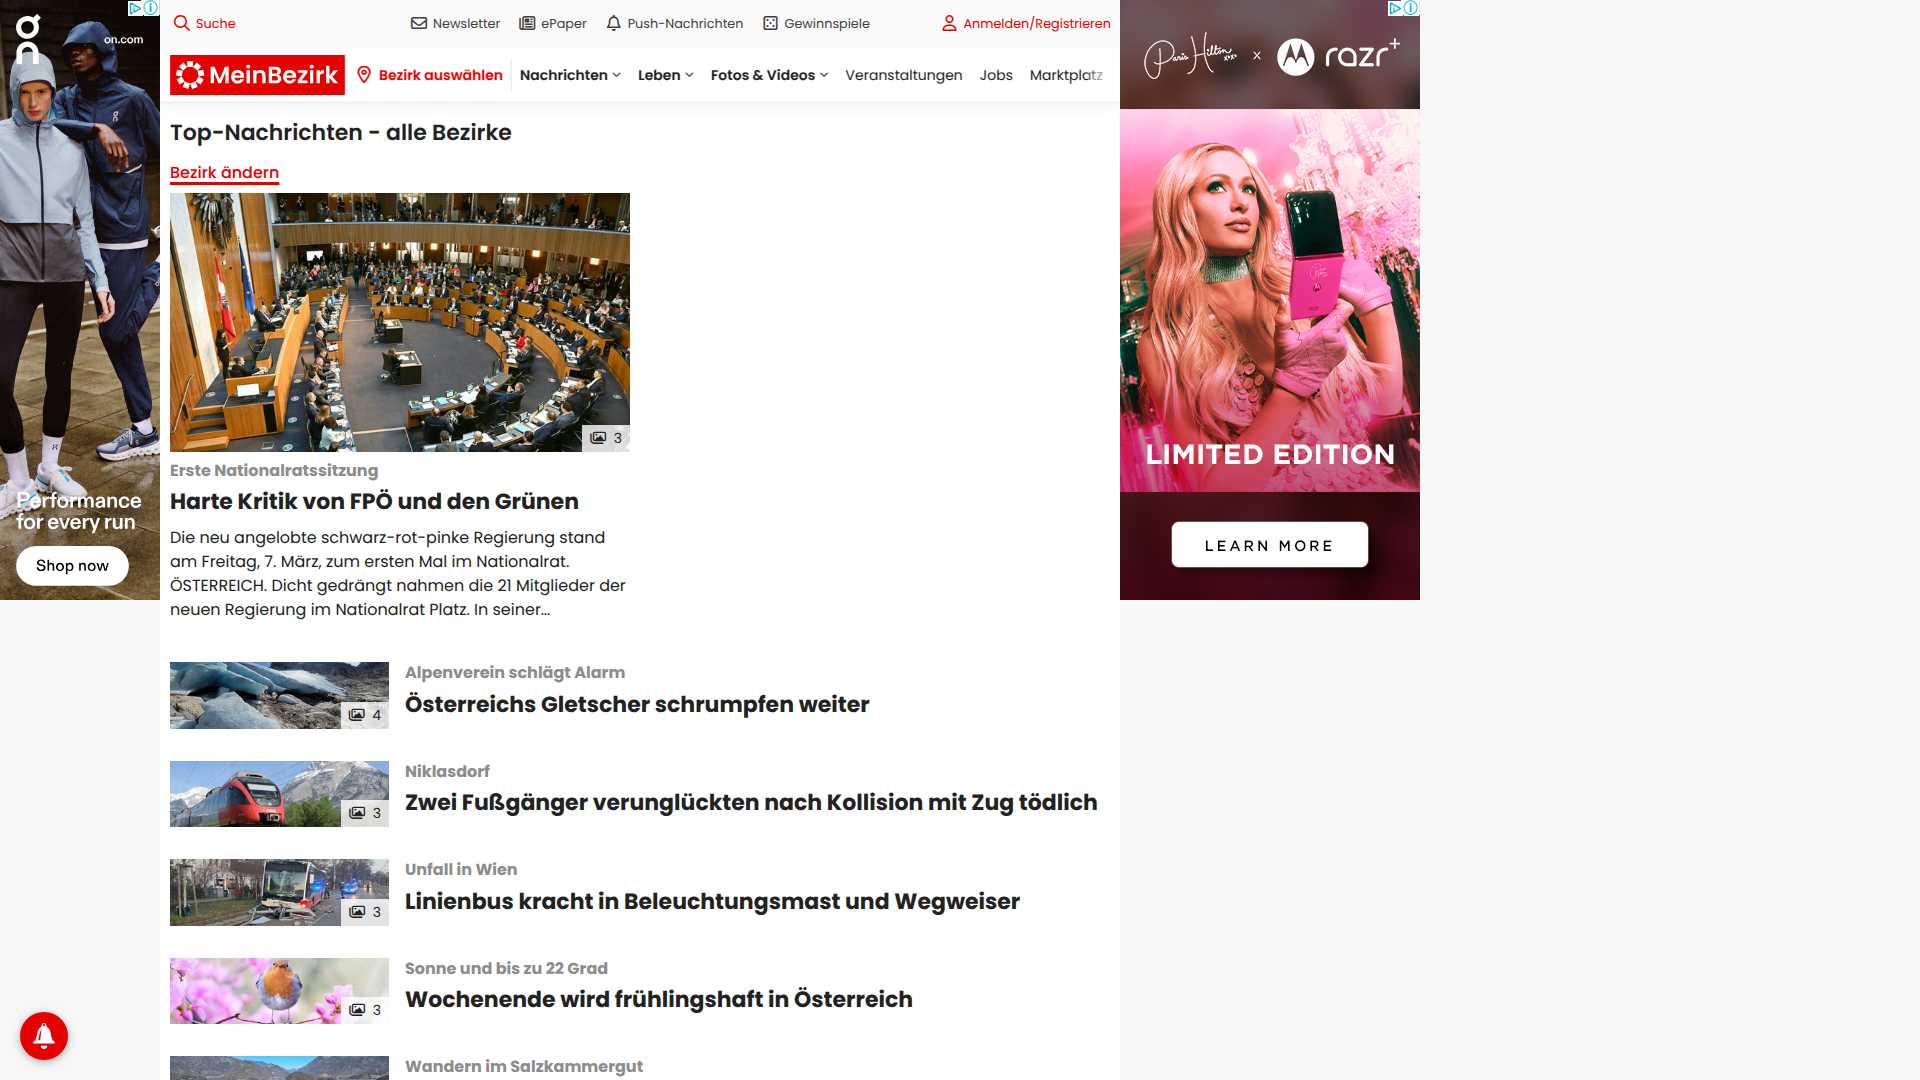 on.com
Performance
for every run
Shop now
Suche
Newsletter
ePaper
Push-Nachrichten
Gewinnspiele
Anmelden/Registrieren
MeinBezirk
Bezirk auswählen
Nachrichten
Leben
Fotos & Videos
Veranstaltungen
Jobs
Marktplatz
Top-Nachrichten - alle Bezirke
Bezirk ändern
3
Erste Nationalratssitzung
Harte Kritik von FPÖ und den Grünen
Die neu angelobte schwarz-rot-pinke Regierung stand
am Freitag, 7. März, zum ersten Mal im Nationalrat.
ÖSTERREICH. Dicht gedrängt nahmen die 21 Mitglieder der
neuen Regierung im Nationalrat Platz. In seiner...
4
Alpenverein schlägt Alarm
Österreichs Gletscher schrumpfen weiter
3
Niklasdorf
Zwei Fußgänger verunglückten nach Kollision mit Zug tödlich
3
Unfall in Wien
Linienbus kracht in Beleuchtungsmast und Wegweiser
3
Sonne und bis zu 22 Grad
Wochenende wird frühlingshaft in Österreich
Wandern im Salzkammergut
Paris Hilton x razr+
LIMITED EDITION
LEARN MORE